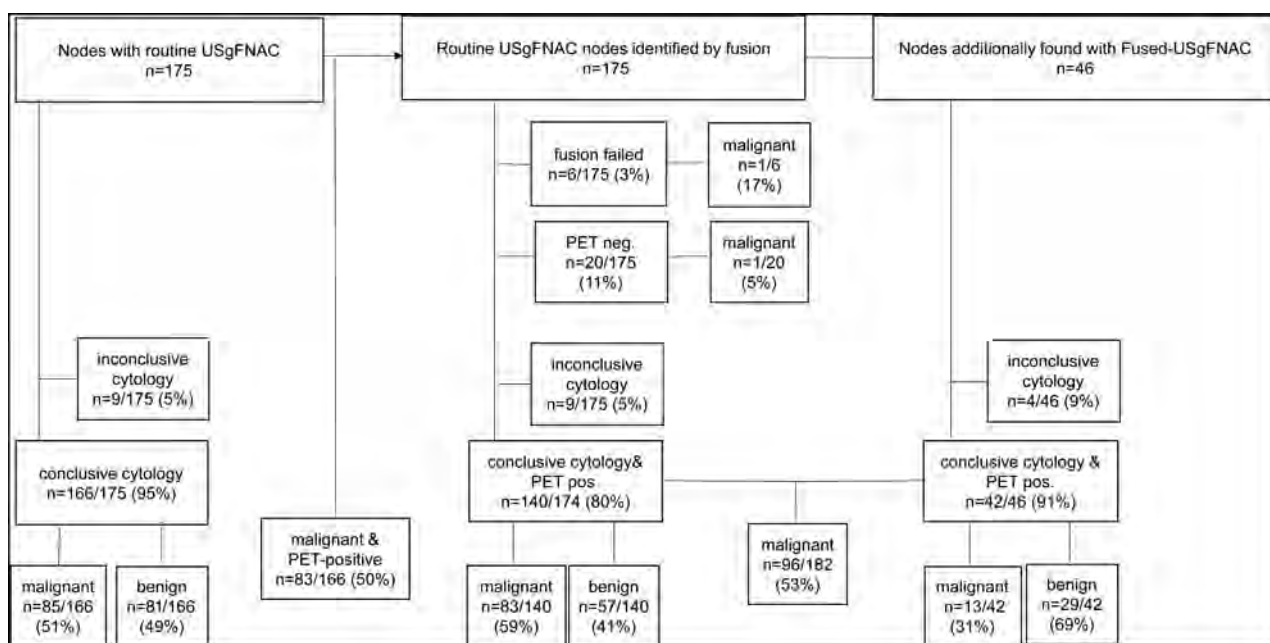 Nodes with routine USgFNAC
n=175
Routine USgFNAC nodes identified by fusion
n=175
Nodes additionally found with Fused-USgFNAC
n=46
fusion failed
n=6/175 (3%)
malignant
n=1/6
(17%)
PET neg.
n=20/175
(11%)
malignant
n=1/20
(5%)
inconclusive
cytology
n=9/175 (5%)
inconclusive
cytology
n=9/175 (5%)
inconclusive
cytology
n=4/46 (9%)
conclusive cytology
n=166/175 (95%)
conclusive cytology&
PET pos.
n=140/174 (80%)
conclusive cytology &
PET pos.
n=42/46 (91%)
malignant &
PET-positive
n=83/166 (50%)
malignant
n=96/182
(53%)
malignant
n=85/166
(51%)
benign
n=81/166
(49%)
malignant
n=83/140
(59%)
benign
n=57/140
(41%)
malignant
n=13/42
(31%)
benign
n=29/42
(69%)